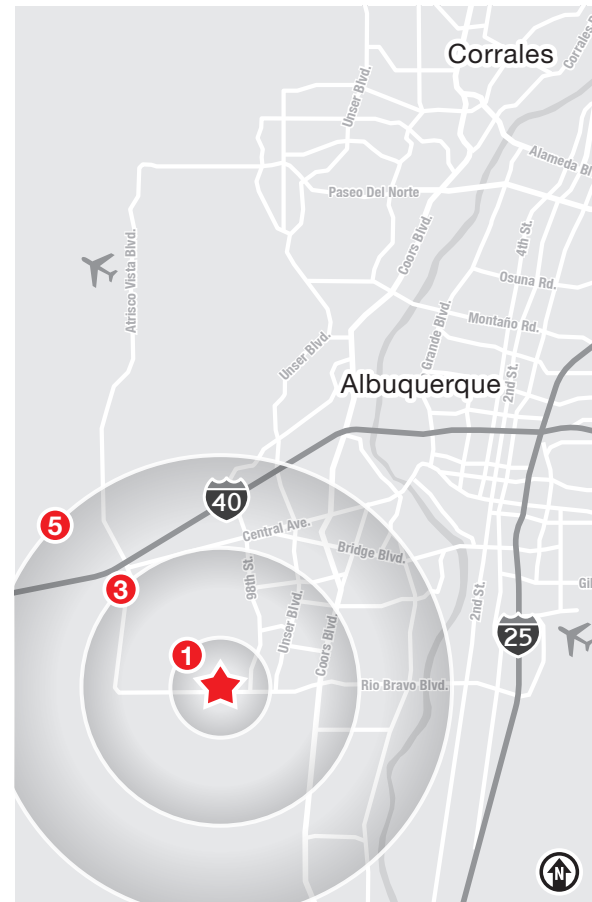 Corrales
Corrales
Unser Blvd.
Alameda Bl
Paseo Del Norte
4th St.
Coors Blvd.
Atrisco Vista Blvd.
Osuna Rd.
Montaño Rd.
Grande Blvd.
Unser Blvd.
2nd St.
Albuquerque
40
5
Central Ave.
Bridge Blvd.
98th St.
3
2nd St.
Gi
Unser Blvd.
Coors Blvd.
25
1
Rio Bravo Blvd.
N